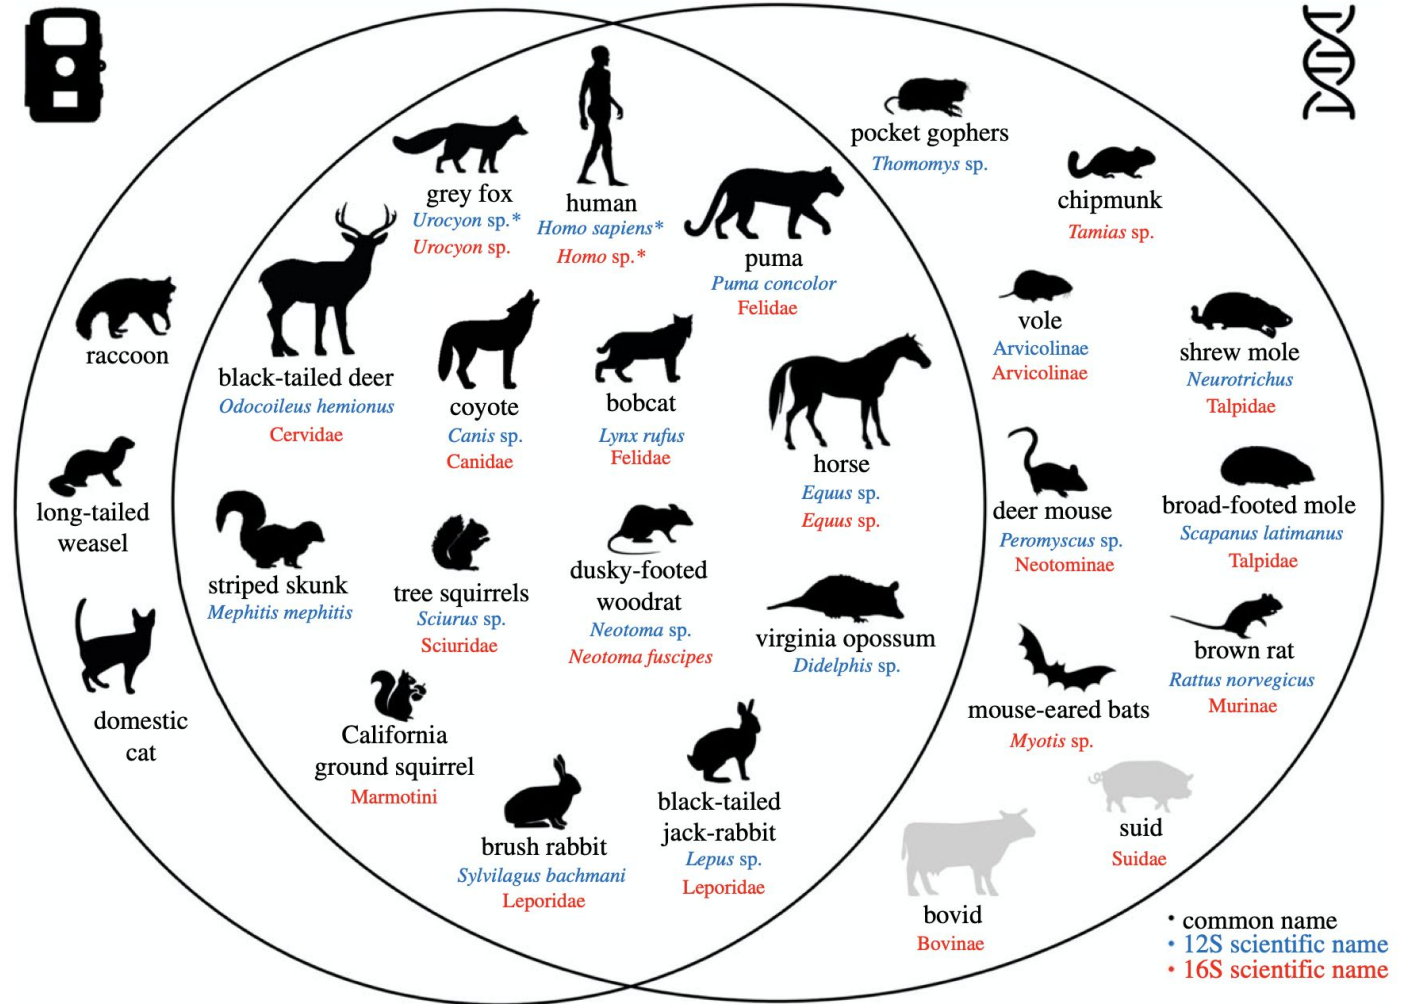 grey fox
Urocyon sp.*
Urocyon sp.
human
Homo sapiens*
Homo sp.*
puma
Puma concolor
Felidae
pocket gophers
Thomomys sp.
chipmunk
Tamias sp.
raccoon
black-tailed deer
Odocoileus hemionus
Cervidae
coyote
Canis sp.
Canidae
bobcat
Lynx rufus
Felidae
horse
Equus sp.
Equus sp.
vole
Arvicolinae
Arvicolinae
shrew mole
Neurotrichus
Talpidae
long-tailed
weasel
striped skunk
Mephitis mephitis
tree squirrels
Sciurus sp.
Sciuridae
dusky-footed
woodrat
Neotoma sp.
Neotoma fuscipes
virginia opossum
Didelphis sp.
deer mouse
Peromyscus sp.
Neotominae
broad-footed mole
Scapanus latimanus
Talpidae
domestic
cat
California
ground squirrel
Marmotini
brush rabbit
Sylvilagus bachmani
Leporidae
black-tailed
jack-rabbit
Lepus sp.
Leporidae
mouse-eared bats
Myotis sp.
brown rat
Rattus norvegicus
Murinae
suid
Suidae
bovid
Bovinae
• common name
• 12S scientific name
• 16S scientific name